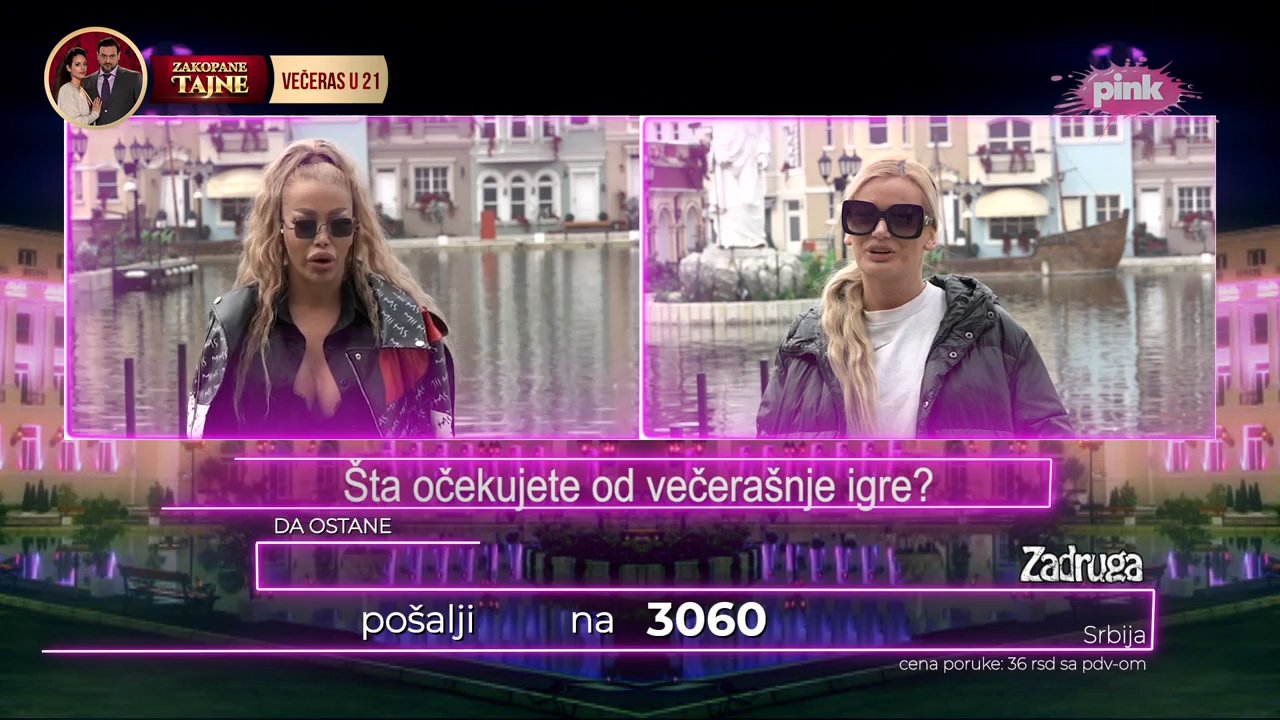 ZAKOPANE
TAJNE
VEČERAS U 21
pink
Šta očekujete od večerašnje igre?
DA OSTANE
Zadruga
pošalji na 3060
Srbija
cena poruke: 36 rsd sa pdv-om